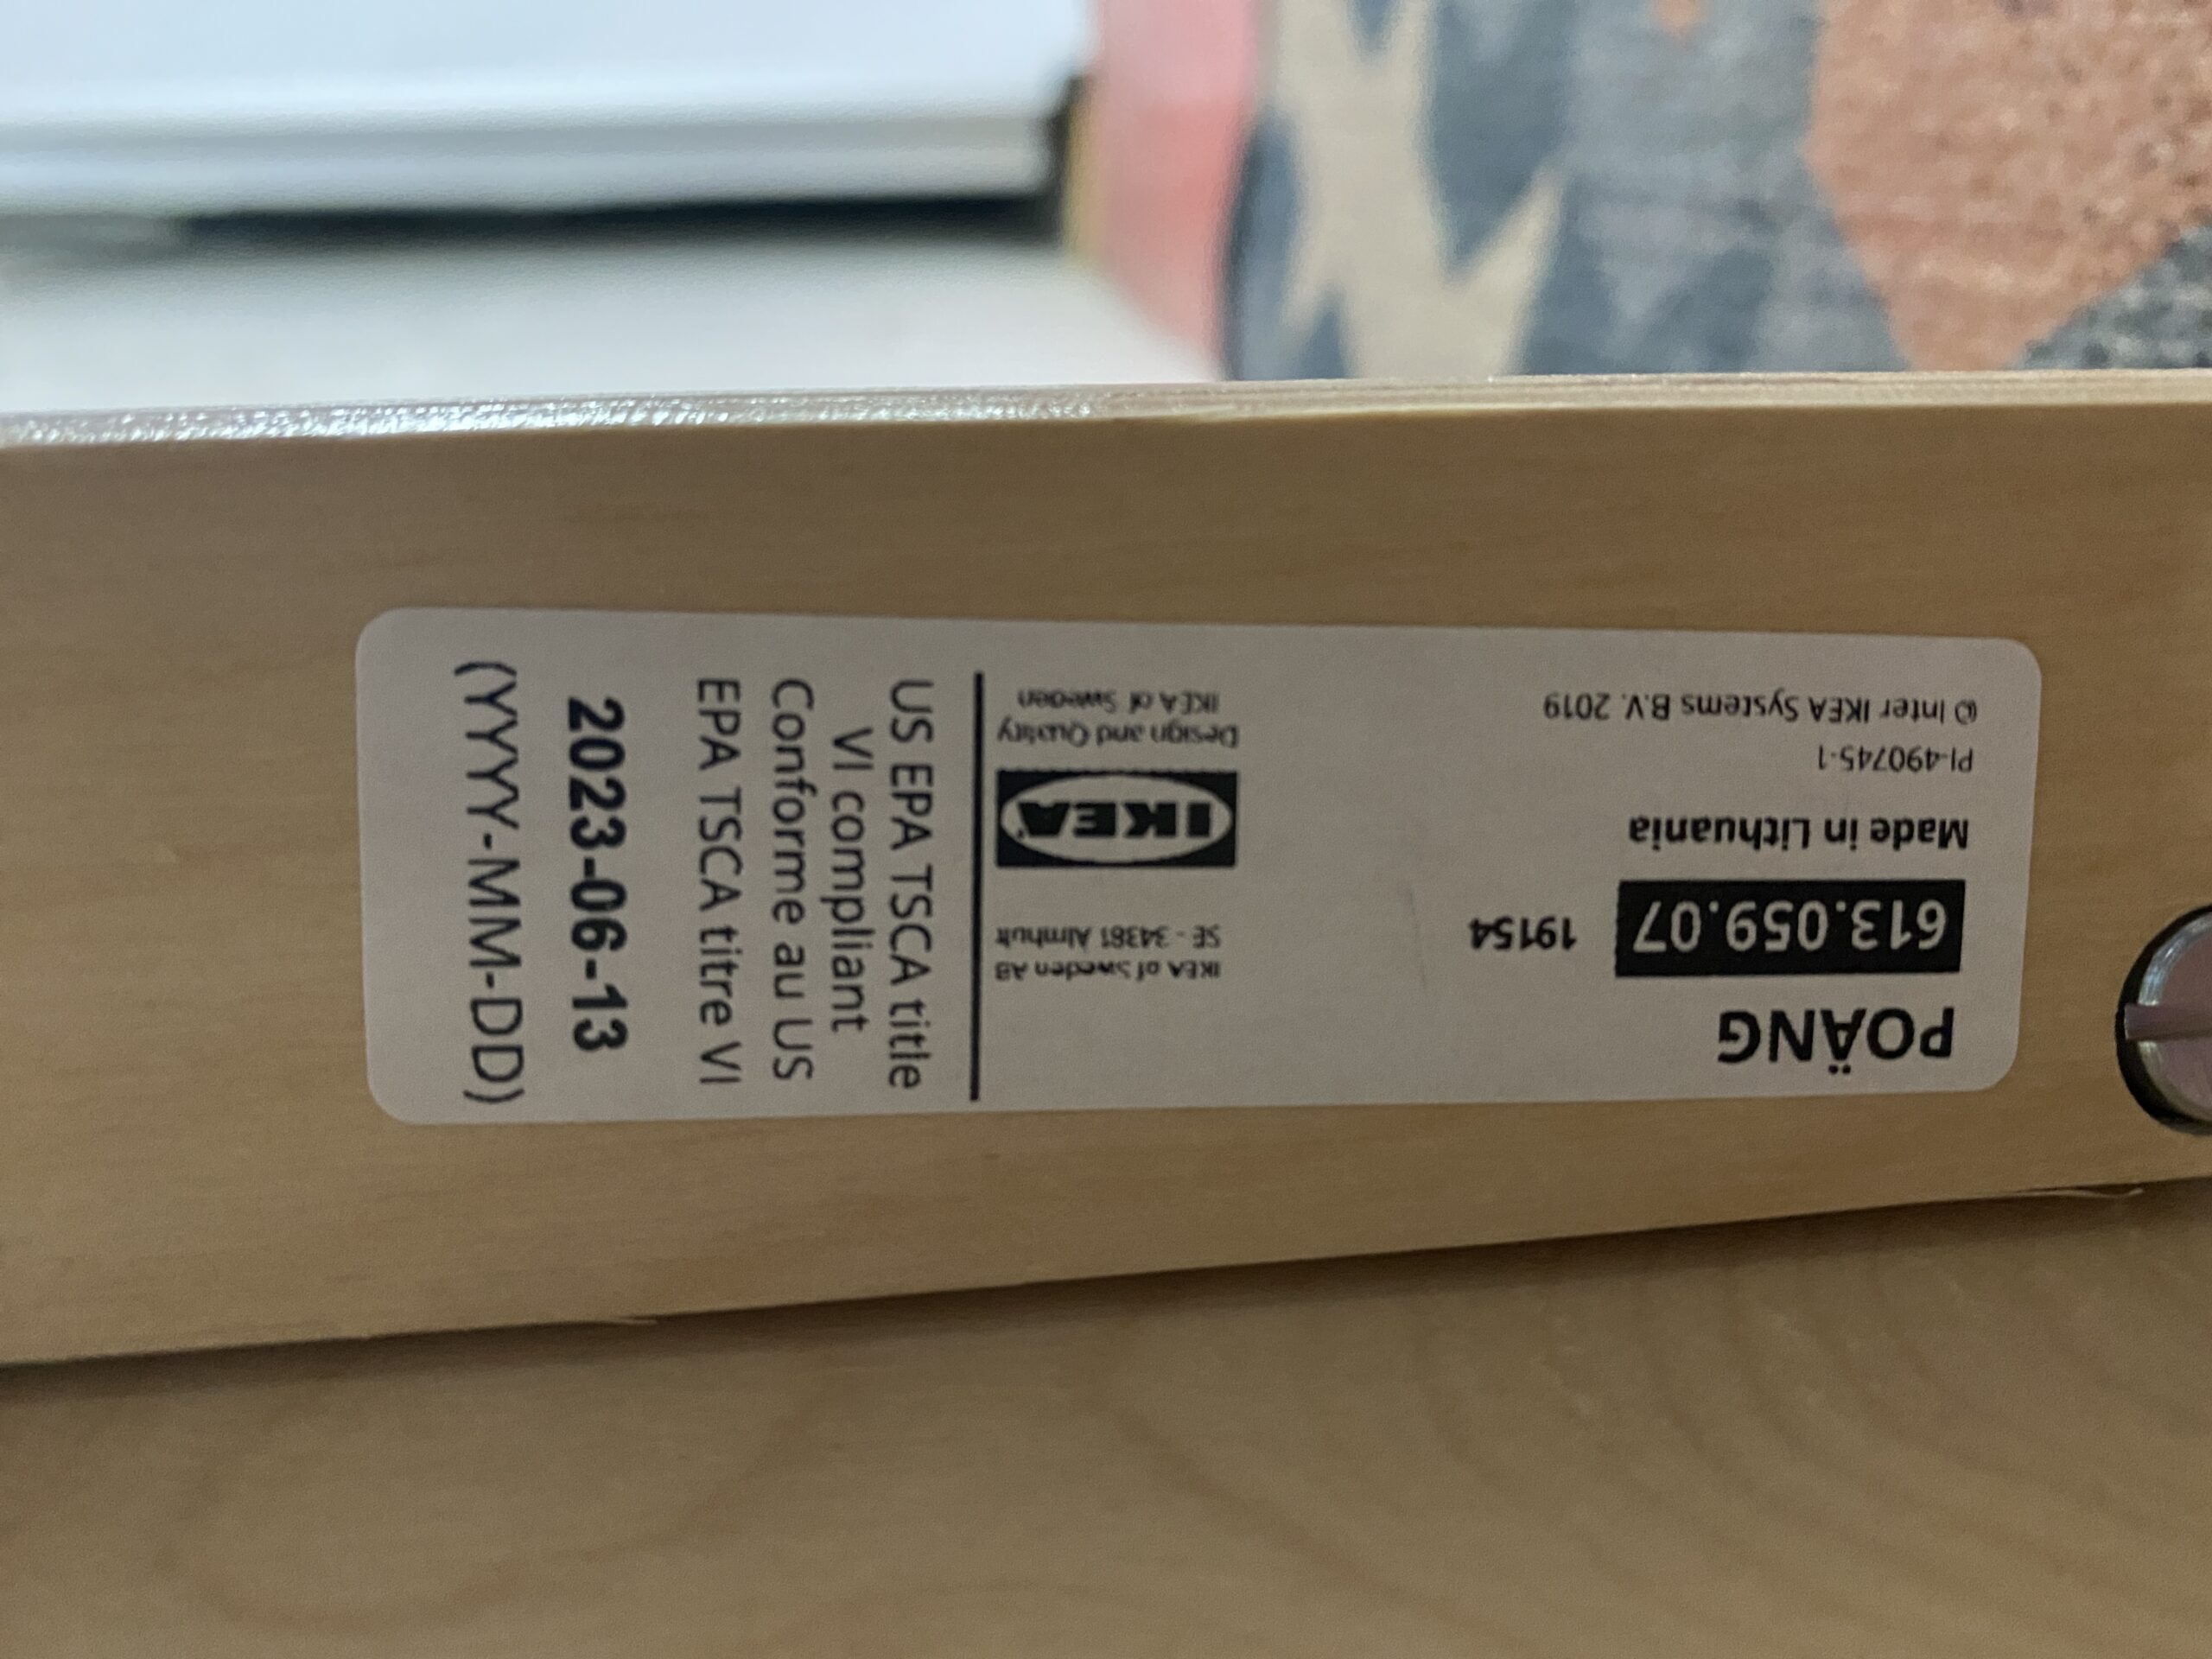 POÄNG
613.059.07 19154
Made in Lithuania
PI-490745-1
© Inter IKEA Systems B.V. 2019
IKEA of Sweden AB
SE - 34381 Älmhult
IKEA
Design and Quality
IKEA of Sweden
US EPA TSCA title
VI compliant
Conforme au US
EPA TSCA titre VI
2023-06-13
(YYYY-MM-DD)